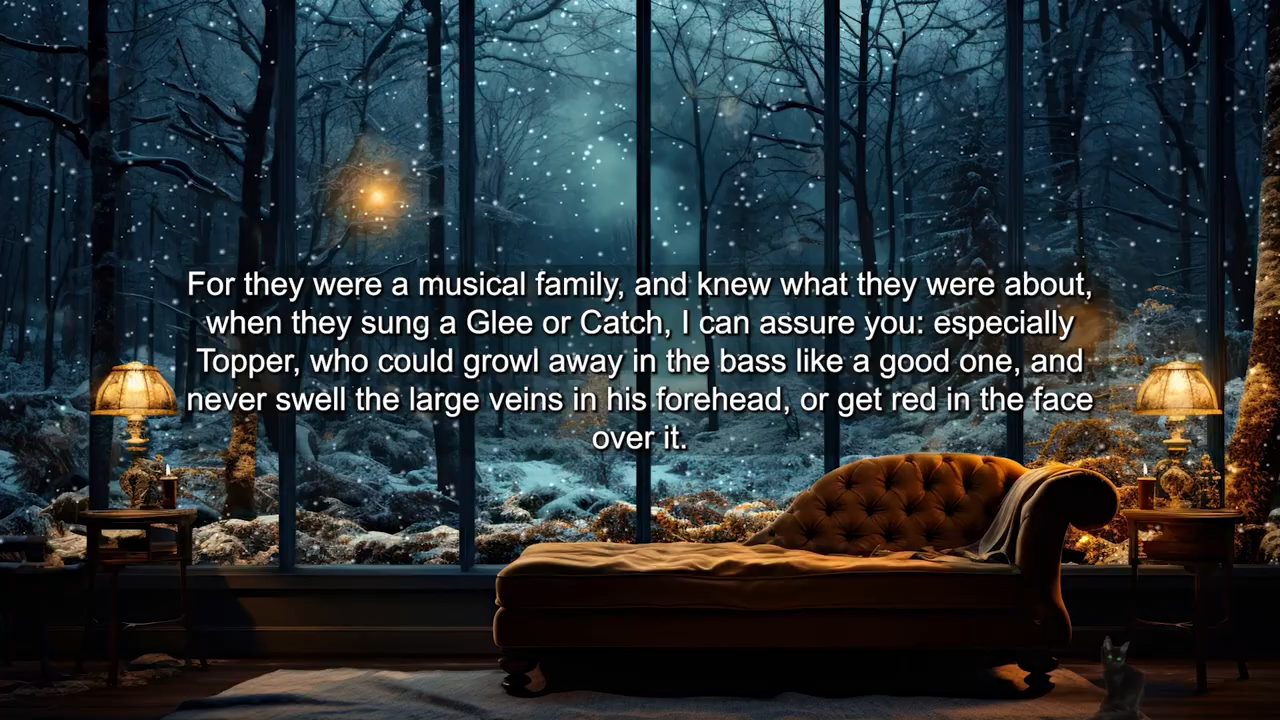 For they were a musical family, and knew what they were about,
when they sung a Glee or Catch, I can assure you: especially
Topper, who could growl away in the bass like a good one, and
never swell the large veins in his forehead, or get red in the face
over it.